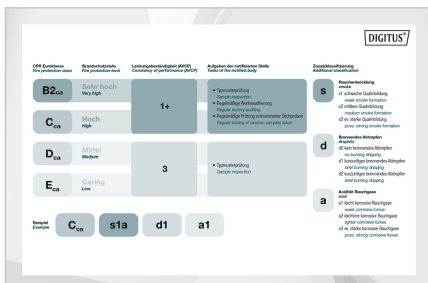 DIGITUS®
CPR Euroklasse
Fire protection class
Brandschutzstufe
Fire protection level
Leistungsbeständigkeit (AVCP)
Constancy of performance (AVCP)
Aufgaben der notifizierten Stelle
Tasks of the notified body
Zusatzklassifizierung
Additional classification
B2ca
Sehr hoch
Very high
Cca
Hoch
High
1+
• Typenüberprüfung
Sample inspection
• Regelmäßige Werksauditierung
Regular factory auditing
• Regelmäßige Prüfung entnommener Stichproben
Regular testing of random samples taken
Dca
Mittel
Medium
Eca
Gering
Low
3
• Typenüberprüfung
Sample inspection
s
Rauchentwicklung
smoke
s1 schwache Qualmbildung
weak smoke formation
s2 mittlere Qualmbildung
medium smoke formation
s3 ev. starke Qualmbildung
poss. strong smoke formation
d
Brennendes Abtropfen
droplets
d0 kein brennendes Abtropfen
no burning dripping
d1 kurzzeitiges brennendes Abtropfen
brief burning dripping
d2 kurzzeitiges brennendes Abtropfen
brief burning dripping
a
Acidität Rauchgase
acid
a1 leicht korrosive Rauchgase
weak corrosive fumes
a2 leichtere korrosive Rauchgase
lighter corrosive fumes
a3 ev. starke korrosive Rauchgase
poss. strong corrosive fumes
Beispiel
Example
Cca
s1a
d1
a1